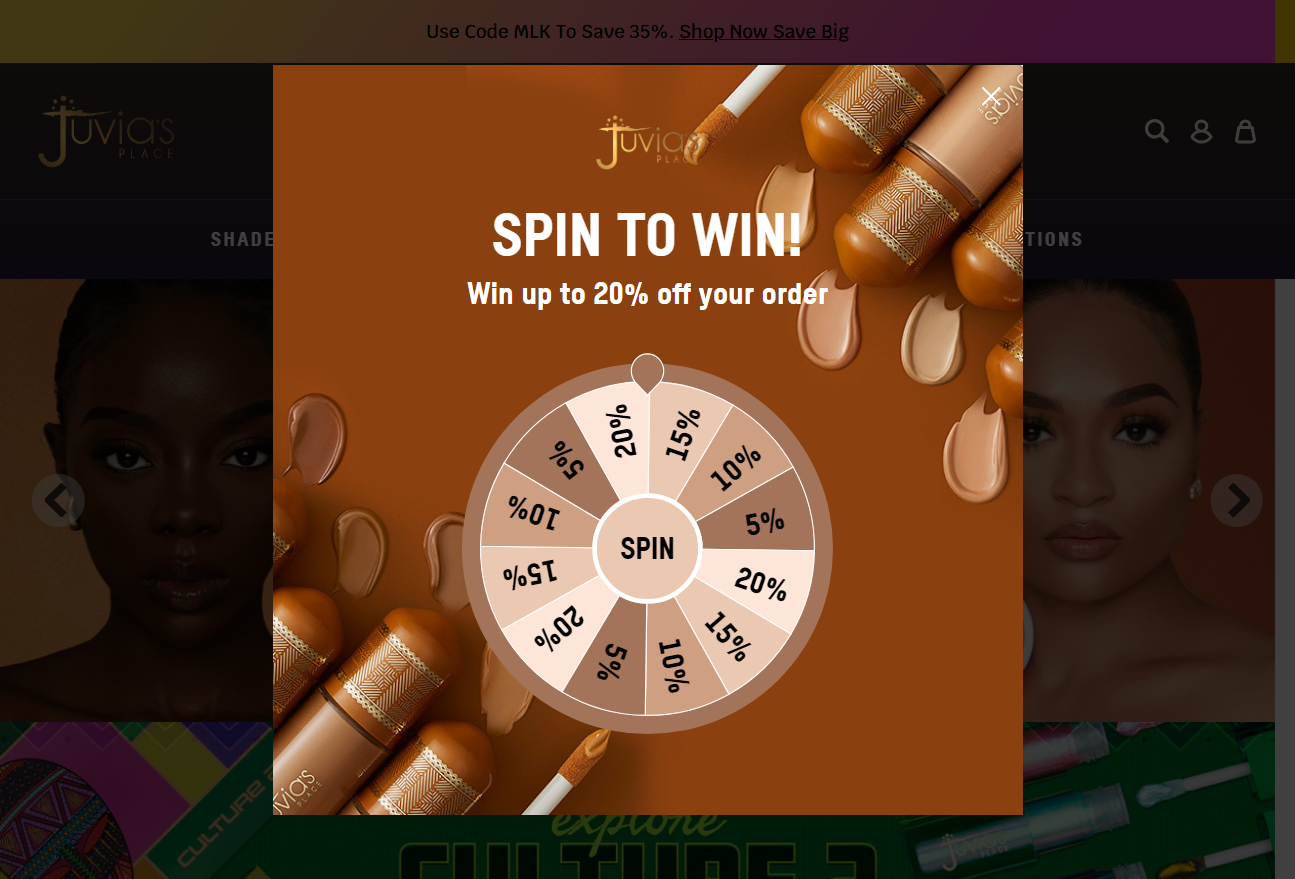 Use Code MLK To Save 35%. Shop Now Save Big
JUVIA'S
PLACE
SHADE
TIONS
JUVIA'S
PLACE
SPIN TO WIN!
Win up to 20% off your order
20%
15%
10%
5%
20%
15%
10%
5%
20%
15%
10%
5%
SPIN
JUVIA'S
PLACE
CULTURE 2
explore
CULTURE 2
JUVIA'S
PLACE